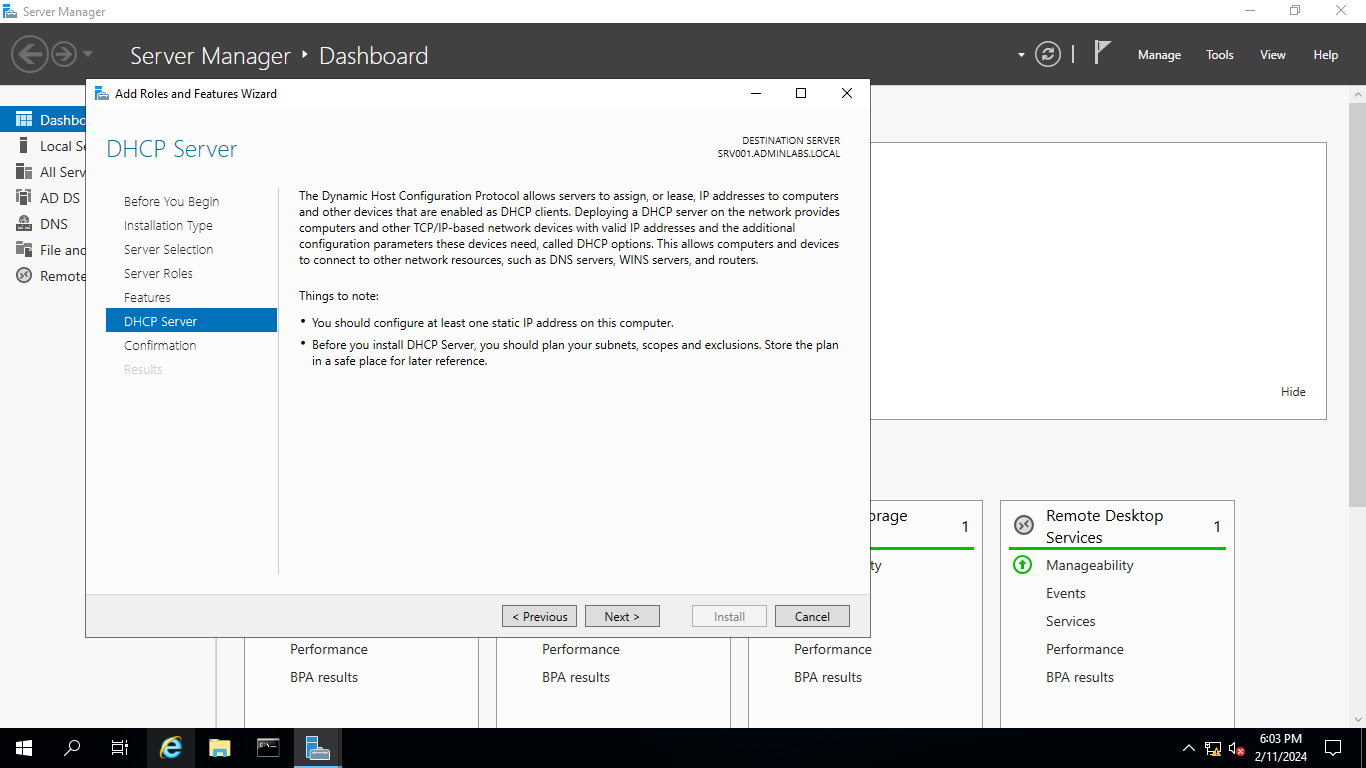 Server Manager
Server Manager ‣ Dashboard
Manage
Tools
View
Help
Add Roles and Features Wizard
DHCP Server
DESTINATION SERVER
SRV001.ADMINLABS.LOCAL
Dashbo
Local Se
All Serv
AD DS
DNS
File and
Remote
Before You Begin
Installation Type
Server Selection
Server Roles
Features
DHCP Server
Confirmation
Results
The Dynamic Host Configuration Protocol allows servers to assign, or lease, IP addresses to computers
and other devices that are enabled as DHCP clients. Deploying a DHCP server on the network provides
computers and other TCP/IP-based network devices with valid IP addresses and the additional
configuration parameters these devices need, called DHCP options. This allows computers and devices
to connect to other network resources, such as DNS servers, WINS servers, and routers.
Things to note:
• You should configure at least one static IP address on this computer.
• Before you install DHCP Server, you should plan your subnets, scopes and exclusions. Store the plan
in a safe place for later reference.
< Previous
Next >
Install
Cancel
Hide
orage
1
ty
Remote Desktop
Services
1
Manageability
Events
Services
Performance
BPA results
Performance
BPA results
Performance
BPA results
Performance
BPA results
6:03 PM
2/11/2024